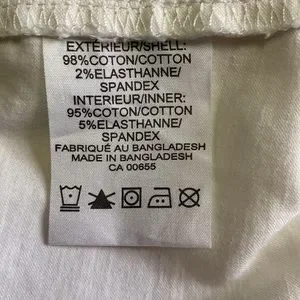 EXTÉRIEUR/SHELL:
98%COTON/COTTON
2%ELASTHANNE/
SPANDEX
INTERIEUR/INNER:
95%COTON/COTTON
5%ELASTHANNE/
SPANDEX
FABRIQUÉ AU BANGLADESH
MADE IN BANGLADESH
CA 00655